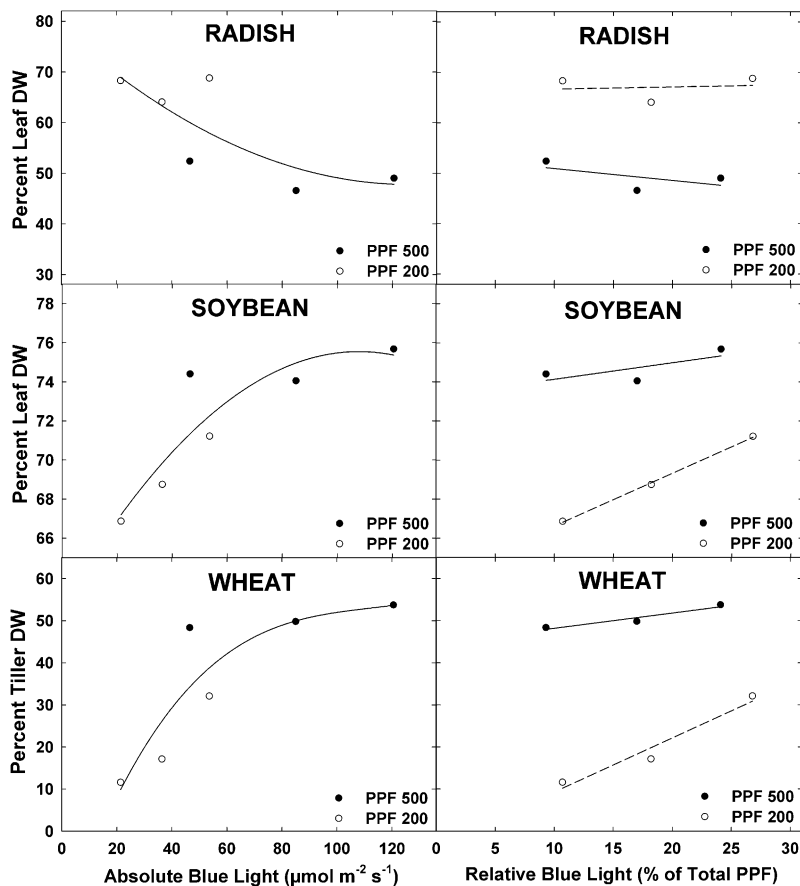 RADISH
RADISH
80
70
60
50
40
30
Percent Leaf DW
PPF 500
PPF 200
PPF 500
PPF 200
SOYBEAN
SOYBEAN
78
76
74
72
70
68
66
Percent Leaf DW
PPF 500
PPF 200
PPF 500
PPF 200
WHEAT
WHEAT
60
50
40
30
20
10
0
Percent Tiller DW
PPF 500
PPF 200
PPF 500
PPF 200
0 20 40 60 80 100 120
0 5 10 15 20 25 30
Absolute Blue Light (µmol m⁻² s⁻¹)
Relative Blue Light (% of Total PPF)